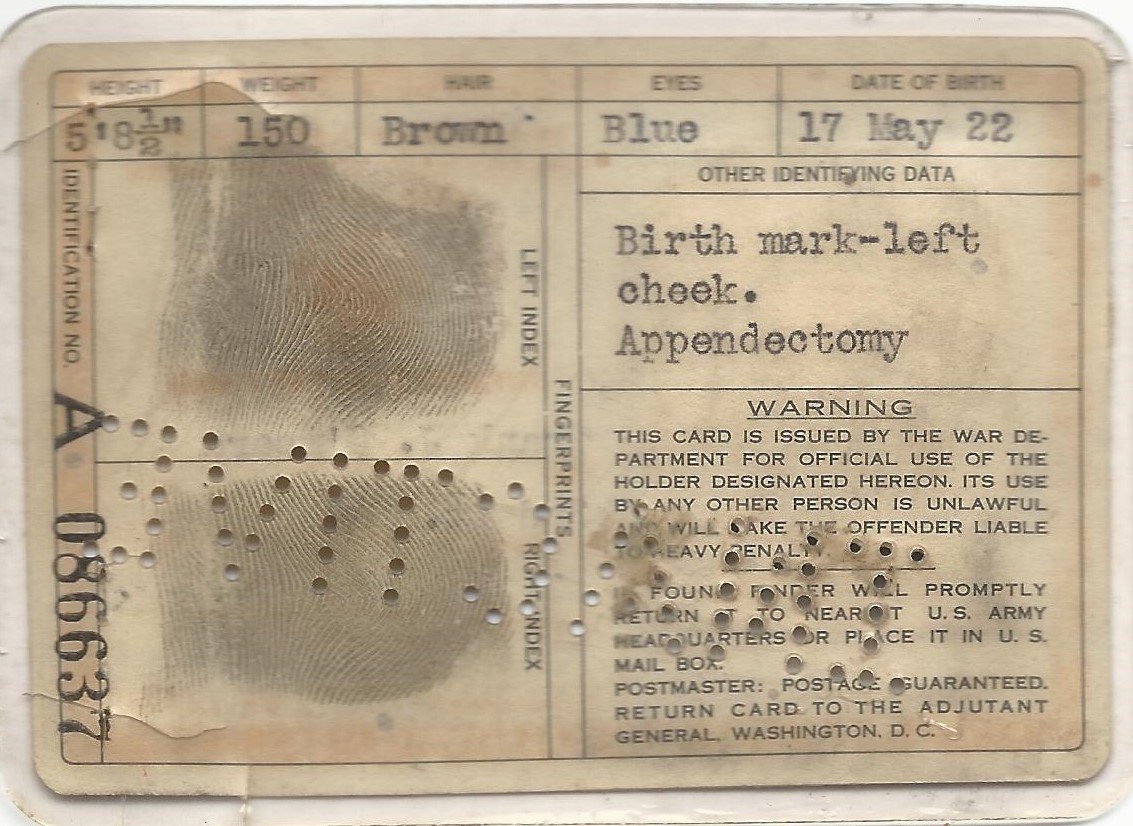 HEIGHT WEIGHT HAIR EYES DATE OF BIRTH
5'8½" 150 Brown Blue 17 May 22
IDENTIFICATION NO.
A 086637
LEFT INDEX
RIGHT INDEX
FINGERPRINTS
OTHER IDENTIFYING DATA
Birth mark-left
cheek.
Appendectomy
WARNING
THIS CARD IS ISSUED BY THE WAR DE-
PARTMENT FOR OFFICIAL USE OF THE
HOLDER DESIGNATED HEREON. ITS USE
BY ANY OTHER PERSON IS UNLAWFUL
AND WILL MAKE THE OFFENDER LIABLE
TO HEAVY PENALTY.
IF FOUND, FINDER WILL PROMPTLY
RETURN IT TO NEAREST U.S. ARMY
HEADQUARTERS OR PLACE IT IN U. S.
MAIL BOX.
POSTMASTER: POSTAGE GUARANTEED.
RETURN CARD TO THE ADJUTANT
GENERAL, WASHINGTON, D. C.